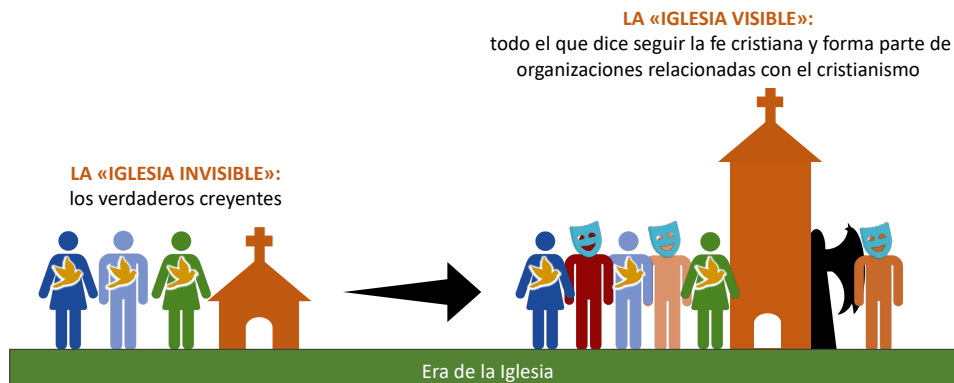 LA «IGLESIA VISIBLE»:
todo el que dice seguir la fe cristiana y forma parte de
organizaciones relacionadas con el cristianismo
LA «IGLESIA INVISIBLE»:
los verdaderos creyentes
Era de la Iglesia